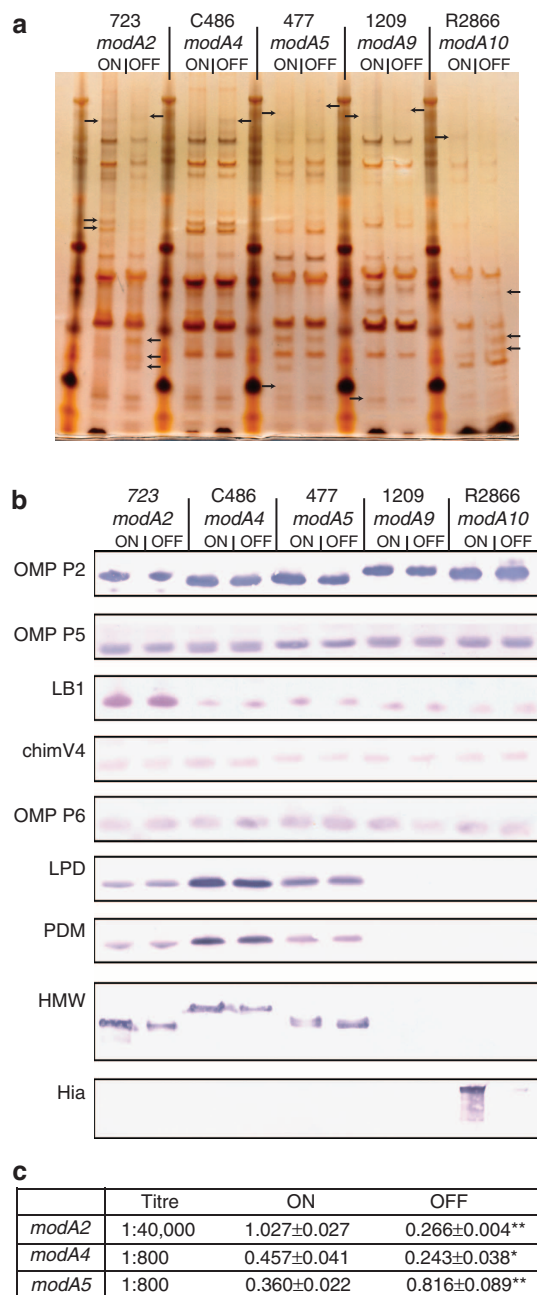 a
723 C486 477 1209 R2866
modA2 modA4 modA5 modA9 modA10
ON OFF ON OFF ON OFF ON OFF ON OFF
b
723 C486 477 1209 R2866
modA2 modA4 modA5 modA9 modA10
ON OFF ON OFF ON OFF ON OFF ON OFF
OMP P2
OMP P5
LB1
chimV4
OMP P6
LPD
PDM
HMW
Hia
c
Titre ON OFF
modA2 1:40,000 1.027±0.027 0.266±0.004**
modA4 1:800 0.457±0.041 0.243±0.038*
modA5 1:800 0.360±0.022 0.816±0.089**